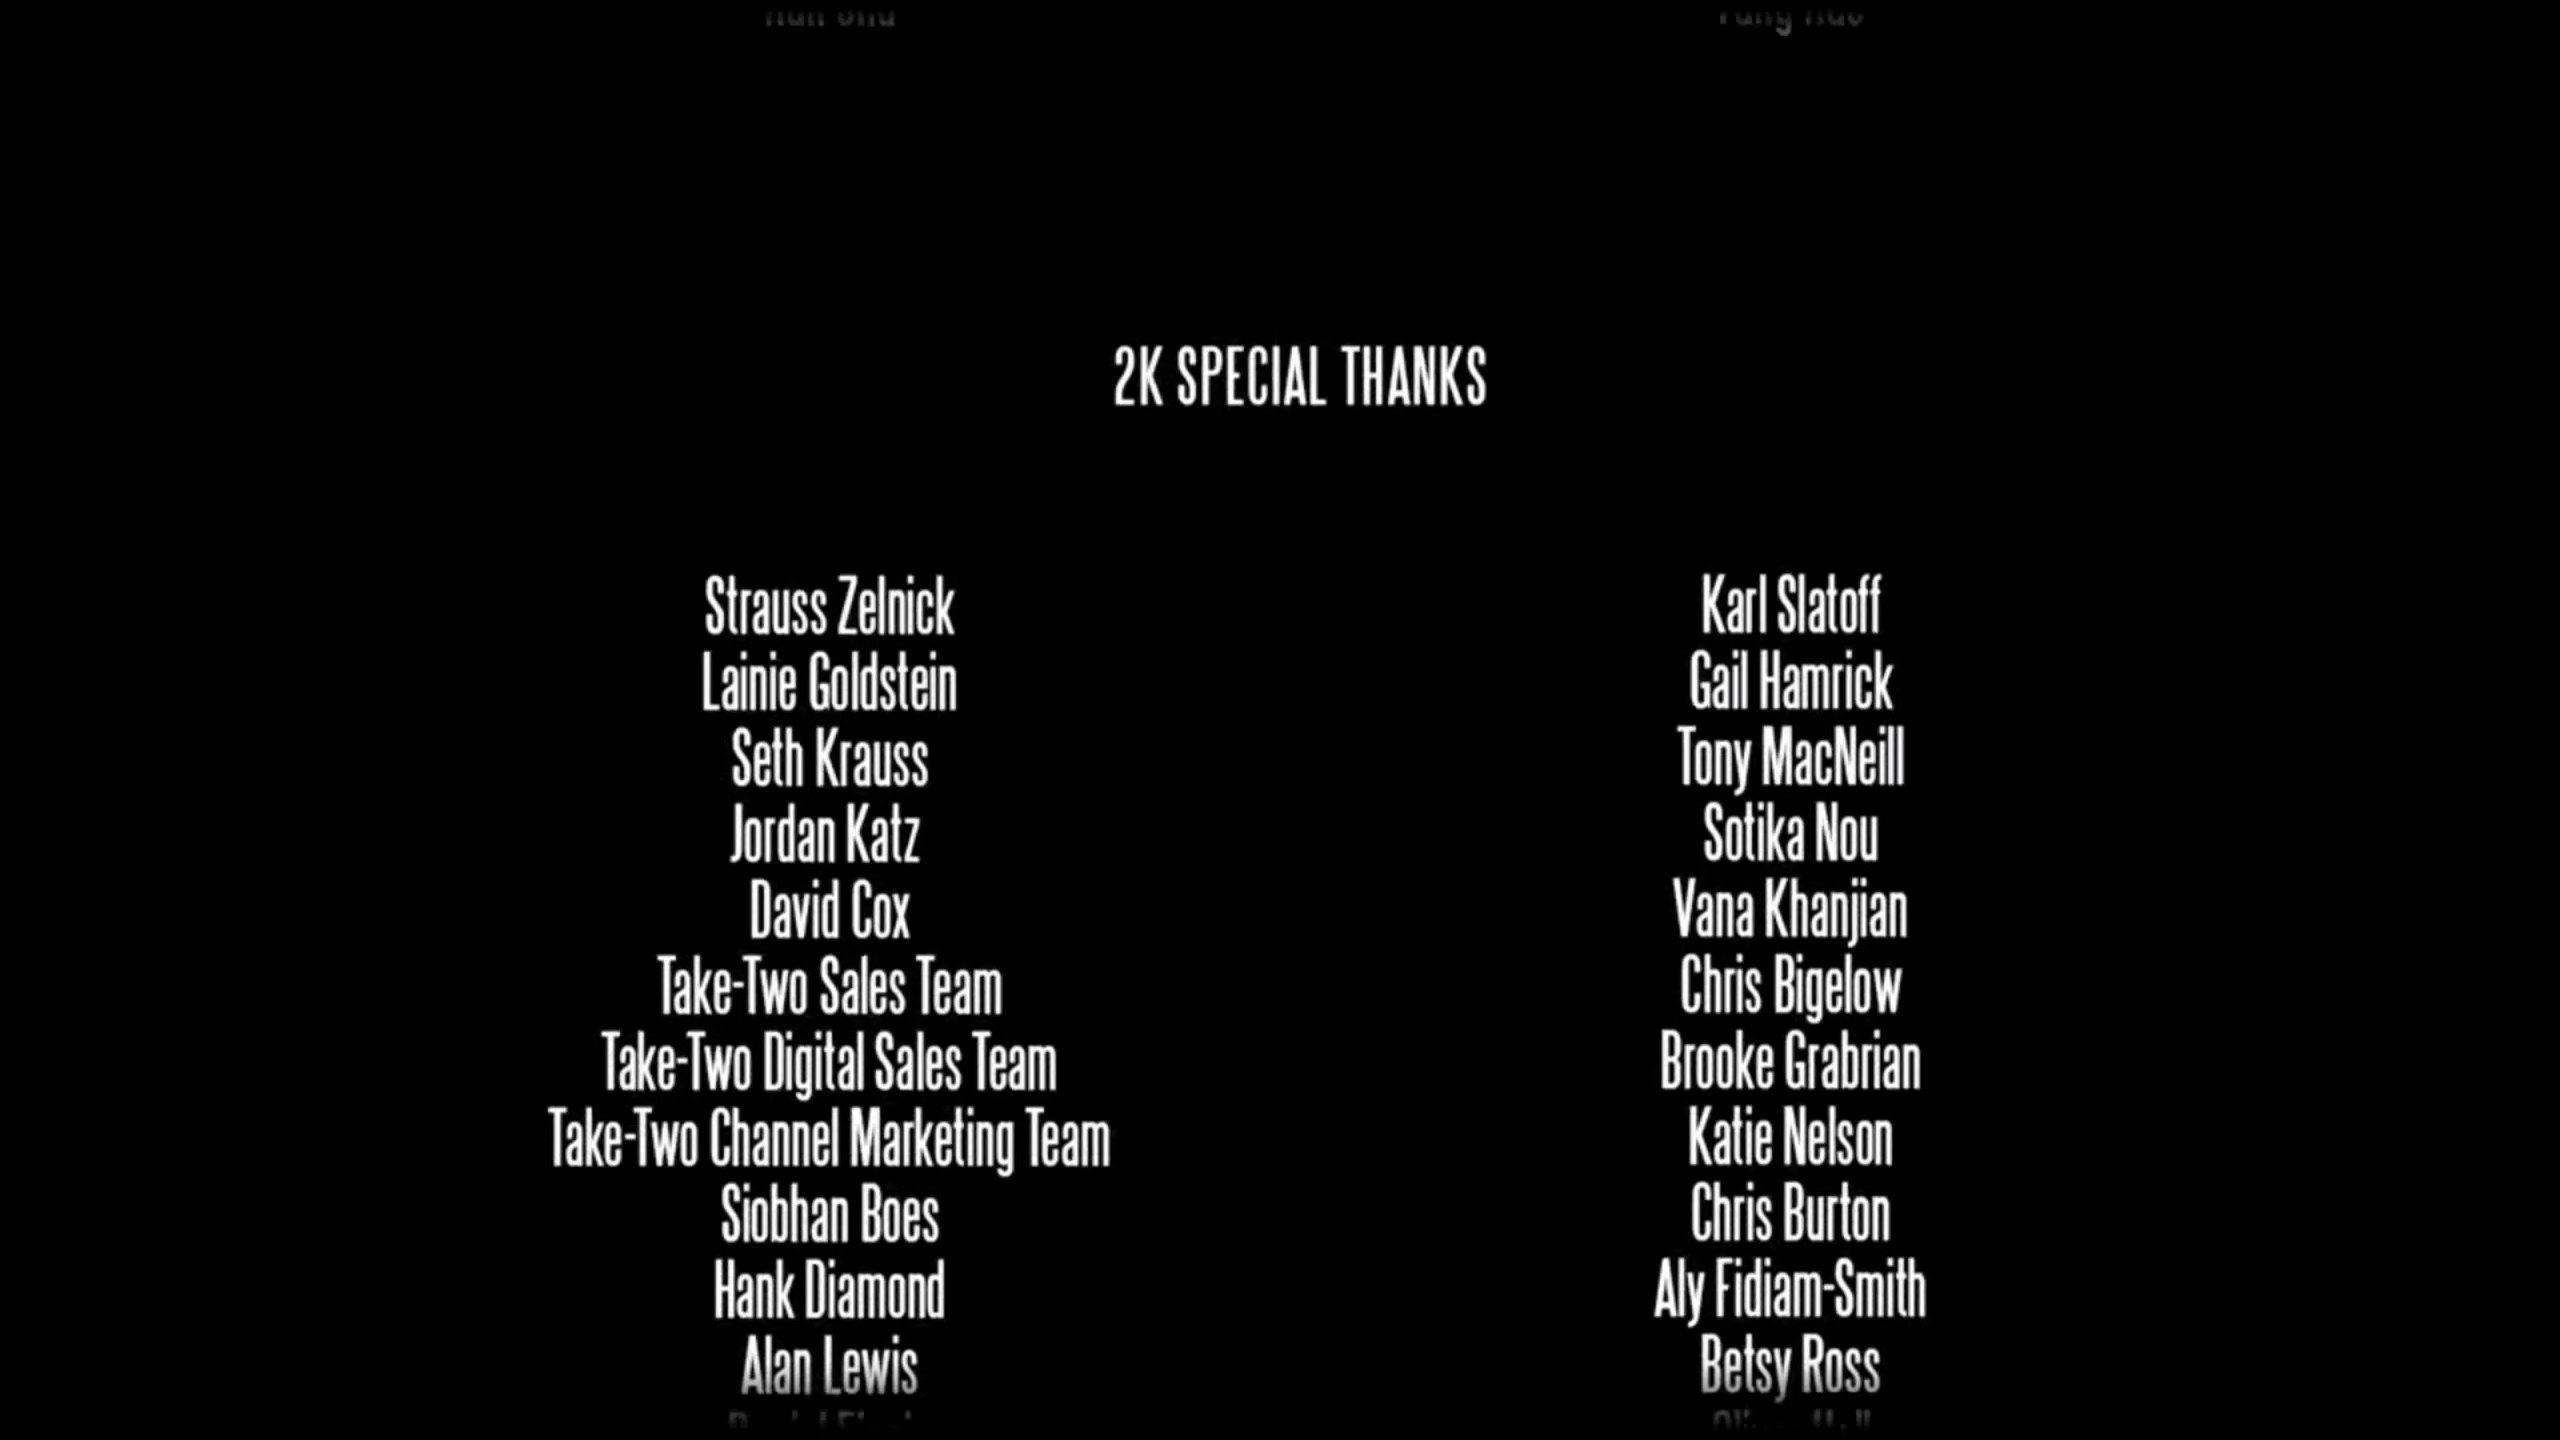 2K SPECIAL THANKS
Strauss Zelnick
Lainie Goldstein
Seth Krauss
Jordan Katz
David Cox
Take-Two Sales Team
Take-Two Digital Sales Team
Take-Two Channel Marketing Team
Siobhan Boes
Hank Diamond
Alan Lewis
Karl Slatoff
Gail Hamrick
Tony MacNeill
Sotika Nou
Vana Khanjian
Chris Bigelow
Brooke Grabrian
Katie Nelson
Chris Burton
Aly Fidiam-Smith
Betsy Ross